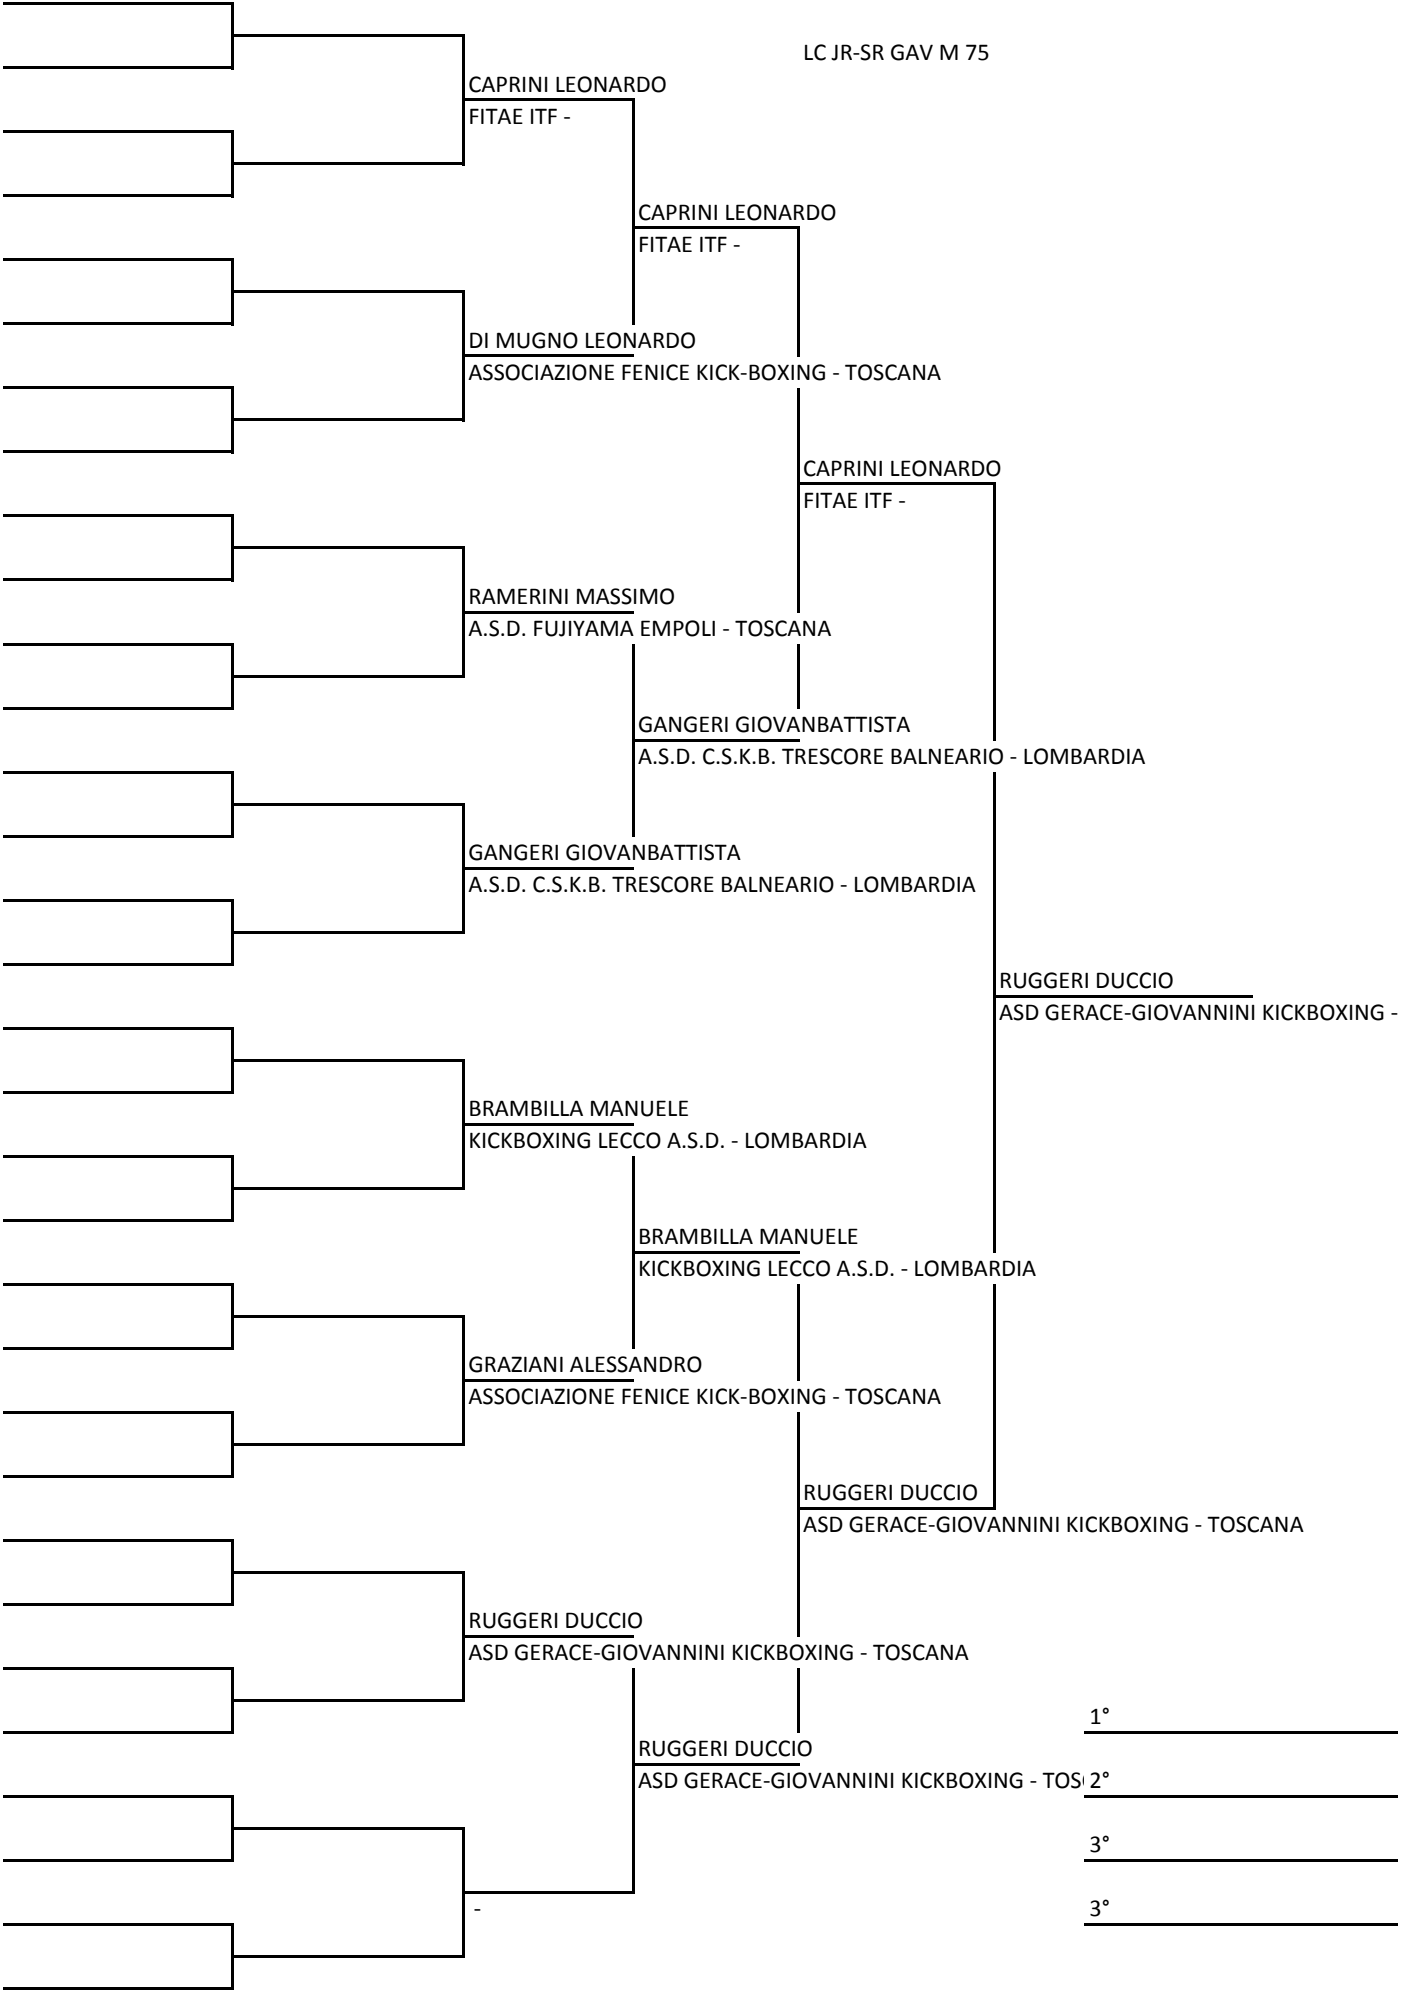 LC JR-SR GAV M 75
CAPRINI LEONARDO
FITAE ITF -
CAPRINI LEONARDO
FITAE ITF -
DI MUGNO LEONARDO
ASSOCIAZIONE FENICE KICK-BOXING - TOSCANA
CAPRINI LEONARDO
FITAE ITF -
RAMERINI MASSIMO
A.S.D. FUJIYAMA EMPOLI - TOSCANA
GANGERI GIOVANBATTISTA
A.S.D. C.S.K.B. TRESCORE BALNEARIO - LOMBARDIA
GANGERI GIOVANBATTISTA
A.S.D. C.S.K.B. TRESCORE BALNEARIO - LOMBARDIA
RUGGERI DUCCIO
ASD GERACE-GIOVANNINI KICKBOXING -
BRAMBILLA MANUELE
KICKBOXING LECCO A.S.D. - LOMBARDIA
BRAMBILLA MANUELE
KICKBOXING LECCO A.S.D. - LOMBARDIA
GRAZIANI ALESSANDRO
ASSOCIAZIONE FENICE KICK-BOXING - TOSCANA
RUGGERI DUCCIO
ASD GERACE-GIOVANNINI KICKBOXING - TOSCANA
RUGGERI DUCCIO
ASD GERACE-GIOVANNINI KICKBOXING - TOSCANA
1°
RUGGERI DUCCIO
ASD GERACE-GIOVANNINI KICKBOXING - TOS
2°
3°
-
3°